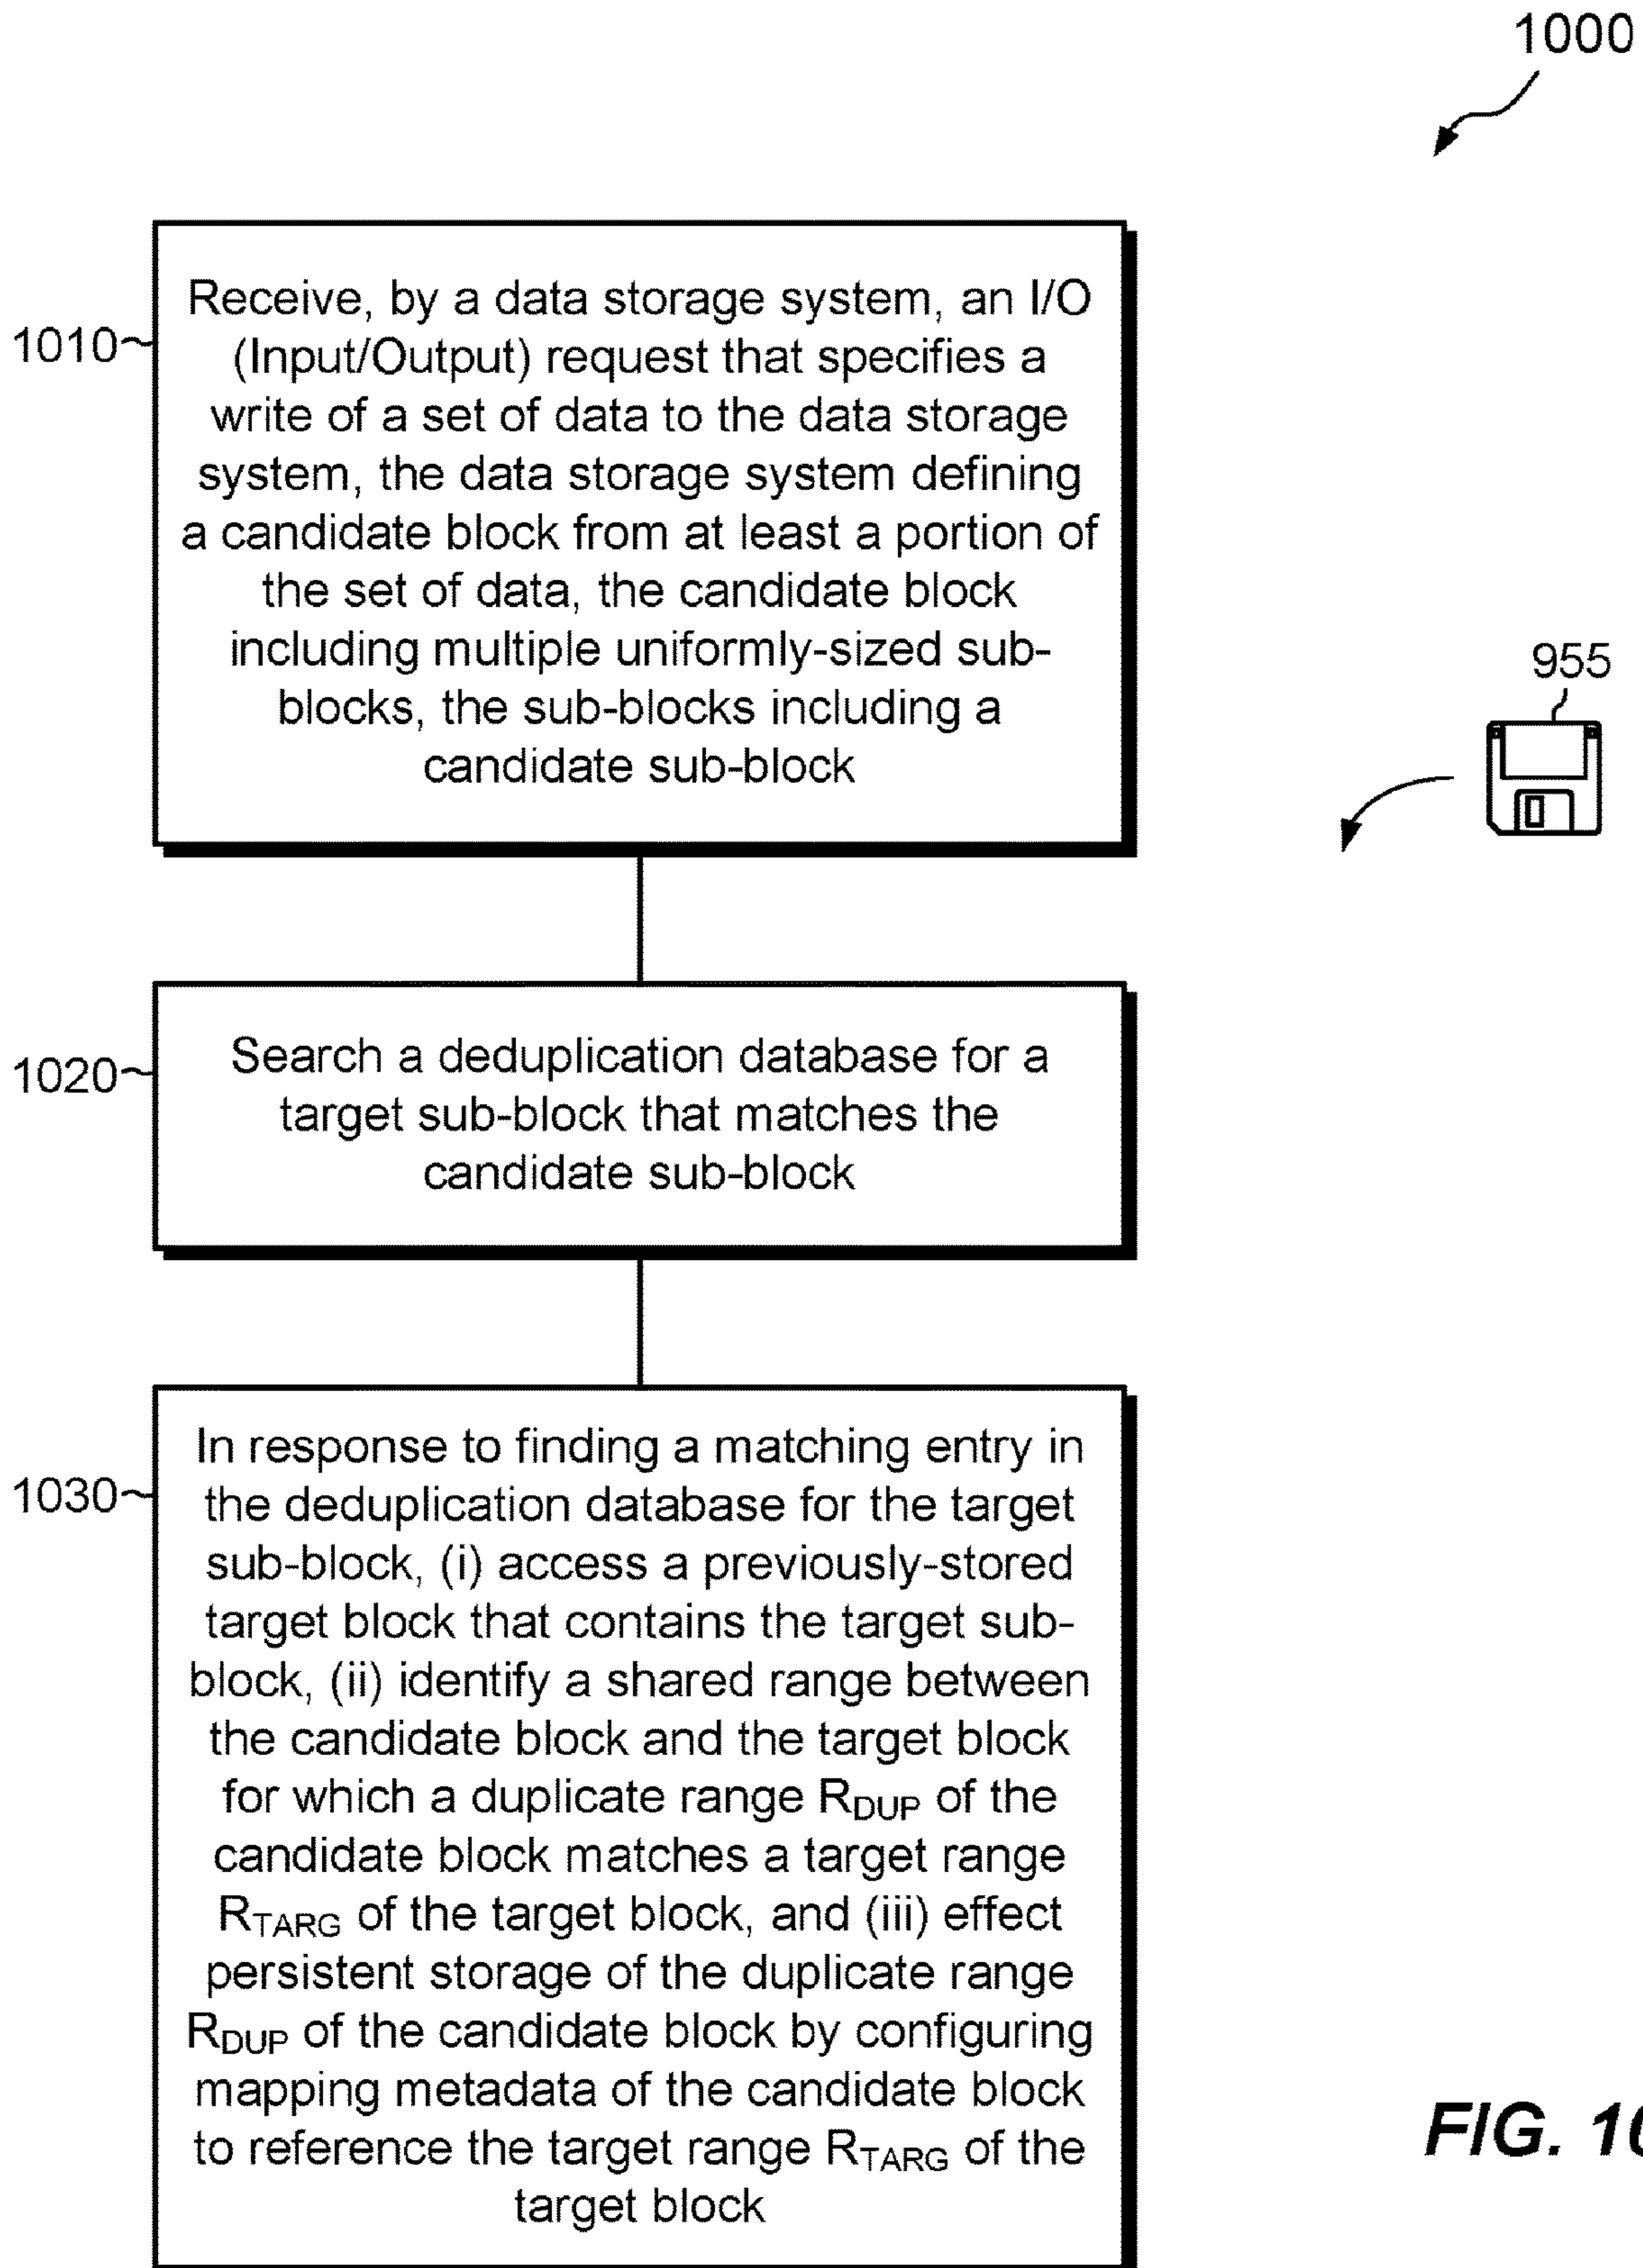 1000
1010
Receive, by a data storage system, an I/O
(Input/Output) request that specifies a
write of a set of data to the data storage
system, the data storage system defining
a candidate block from at least a portion of
the set of data, the candidate block
including multiple uniformly-sized sub-
blocks, the sub-blocks including a
candidate sub-block
955
1020
Search a deduplication database for a
target sub-block that matches the
candidate sub-block
1030
In response to finding a matching entry in
the deduplication database for the target
sub-block, (i) access a previously-stored
target block that contains the target sub-
block, (ii) identify a shared range between
the candidate block and the target block
for which a duplicate range RDUP of the
candidate block matches a target range
RTARG of the target block, and (iii) effect
persistent storage of the duplicate range
RDUP of the candidate block by configuring
mapping metadata of the candidate block
to reference the target range RTARG of the
target block
FIG. 10